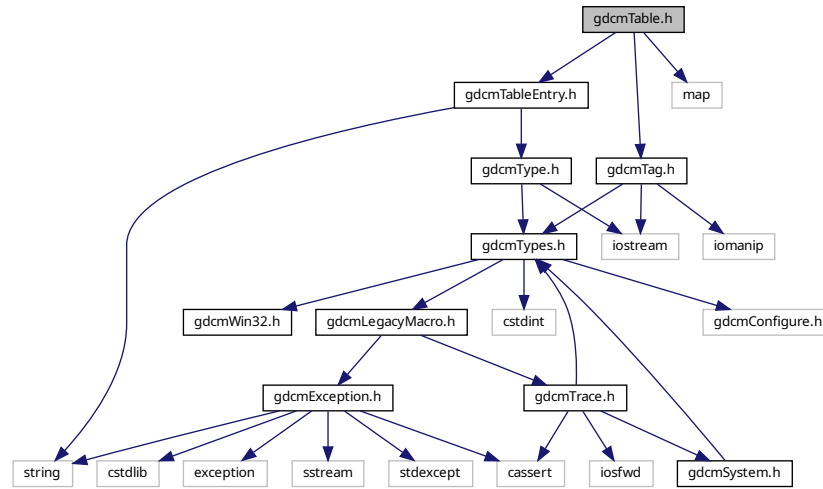 gdcmTable.h
gdcmTableEntry.h
map
gdcmType.h
gdcmTag.h
gdcmTypes.h
iostream
iomanip
gdcmWin32.h
gdcmLegacyMacro.h
cstdint
gdcmConfigure.h
gdcmException.h
gdcmTrace.h
string
cstdlib
exception
sstream
stdexcept
cassert
iosfwd
gdcmSystem.h